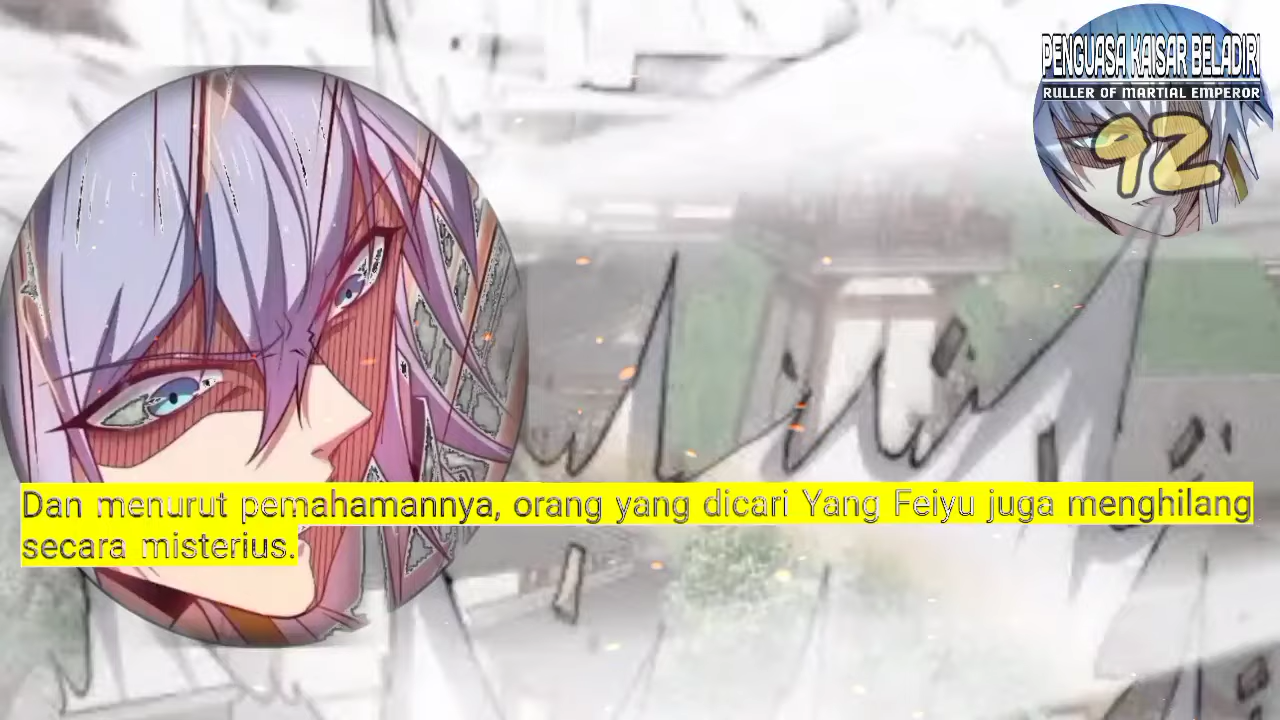 PENGUASA KAISAR BELADIRI
RULLER OF MARTIAL EMPEROR
92
Dan menurut pemahamannya, orang yang dicari Yang Feiyu juga menghilang
secara misterius.